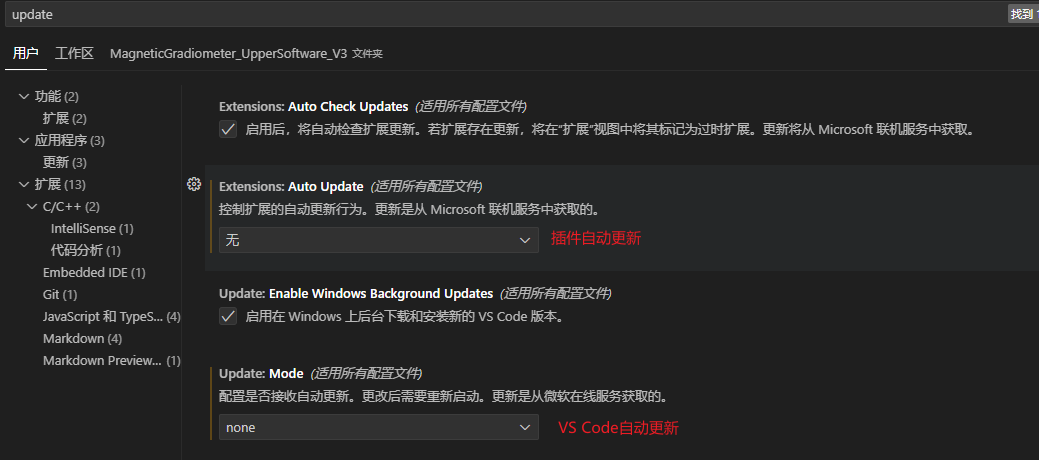 update
找到
用户 工作区 MagneticGradiometer_UpperSoftware_V3 文件夹
功能 (2)
扩展 (2)
应用程序 (3)
更新 (3)
扩展 (13)
C/C++ (2)
IntelliSense (1)
代码分析 (1)
Embedded IDE (1)
Git (1)
JavaScript 和 TypeS... (4)
Markdown (4)
Markdown Preview... (1)
Extensions: Auto Check Updates (适用所有配置文件)
启用后，将自动检查扩展更新。若扩展存在更新，将在"扩展"视图中将其标记为过时扩展。更新将从 Microsoft 联机服务中获取。
Extensions: Auto Update (适用所有配置文件)
控制扩展的自动更新行为。更新是从 Microsoft 联机服务中获取的。
无 插件自动更新
Update: Enable Windows Background Updates (适用所有配置文件)
启用在 Windows 上后台下载和安装新的 VS Code 版本。
Update: Mode (适用所有配置文件)
配置是否接收自动更新。更改后需要重新启动。更新是从微软在线服务获取的。
none VS Code自动更新